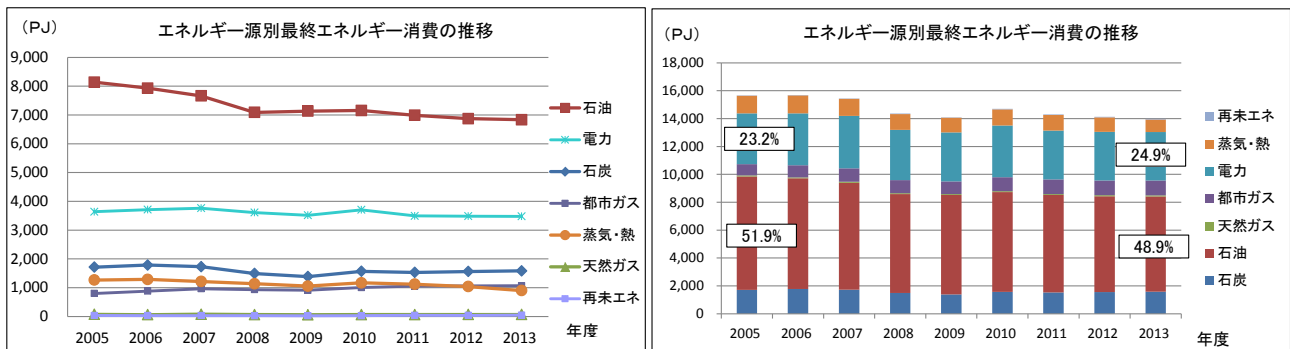 (PJ) エネルギー源別最終エネルギー消費の推移
9,000
8,000
7,000
6,000
5,000
4,000
3,000
2,000
1,000
0
2005 2006 2007 2008 2009 2010 2011 2012 2013
年度
石油
電力
石炭
都市ガス
蒸気・熱
天然ガス
再未エネ
エネルギー源別最終エネルギー消費の推移
(PJ)
18,000
16,000
14,000
12,000
10,000
8,000
6,000
4,000
2,000
0
23.2%
51.9%
24.9%
48.9%
2005 2006 2007 2008 2009 2010 2011 2012 2013
年度
再未エネ
蒸気・熱
電力
都市ガス
天然ガス
石油
石炭